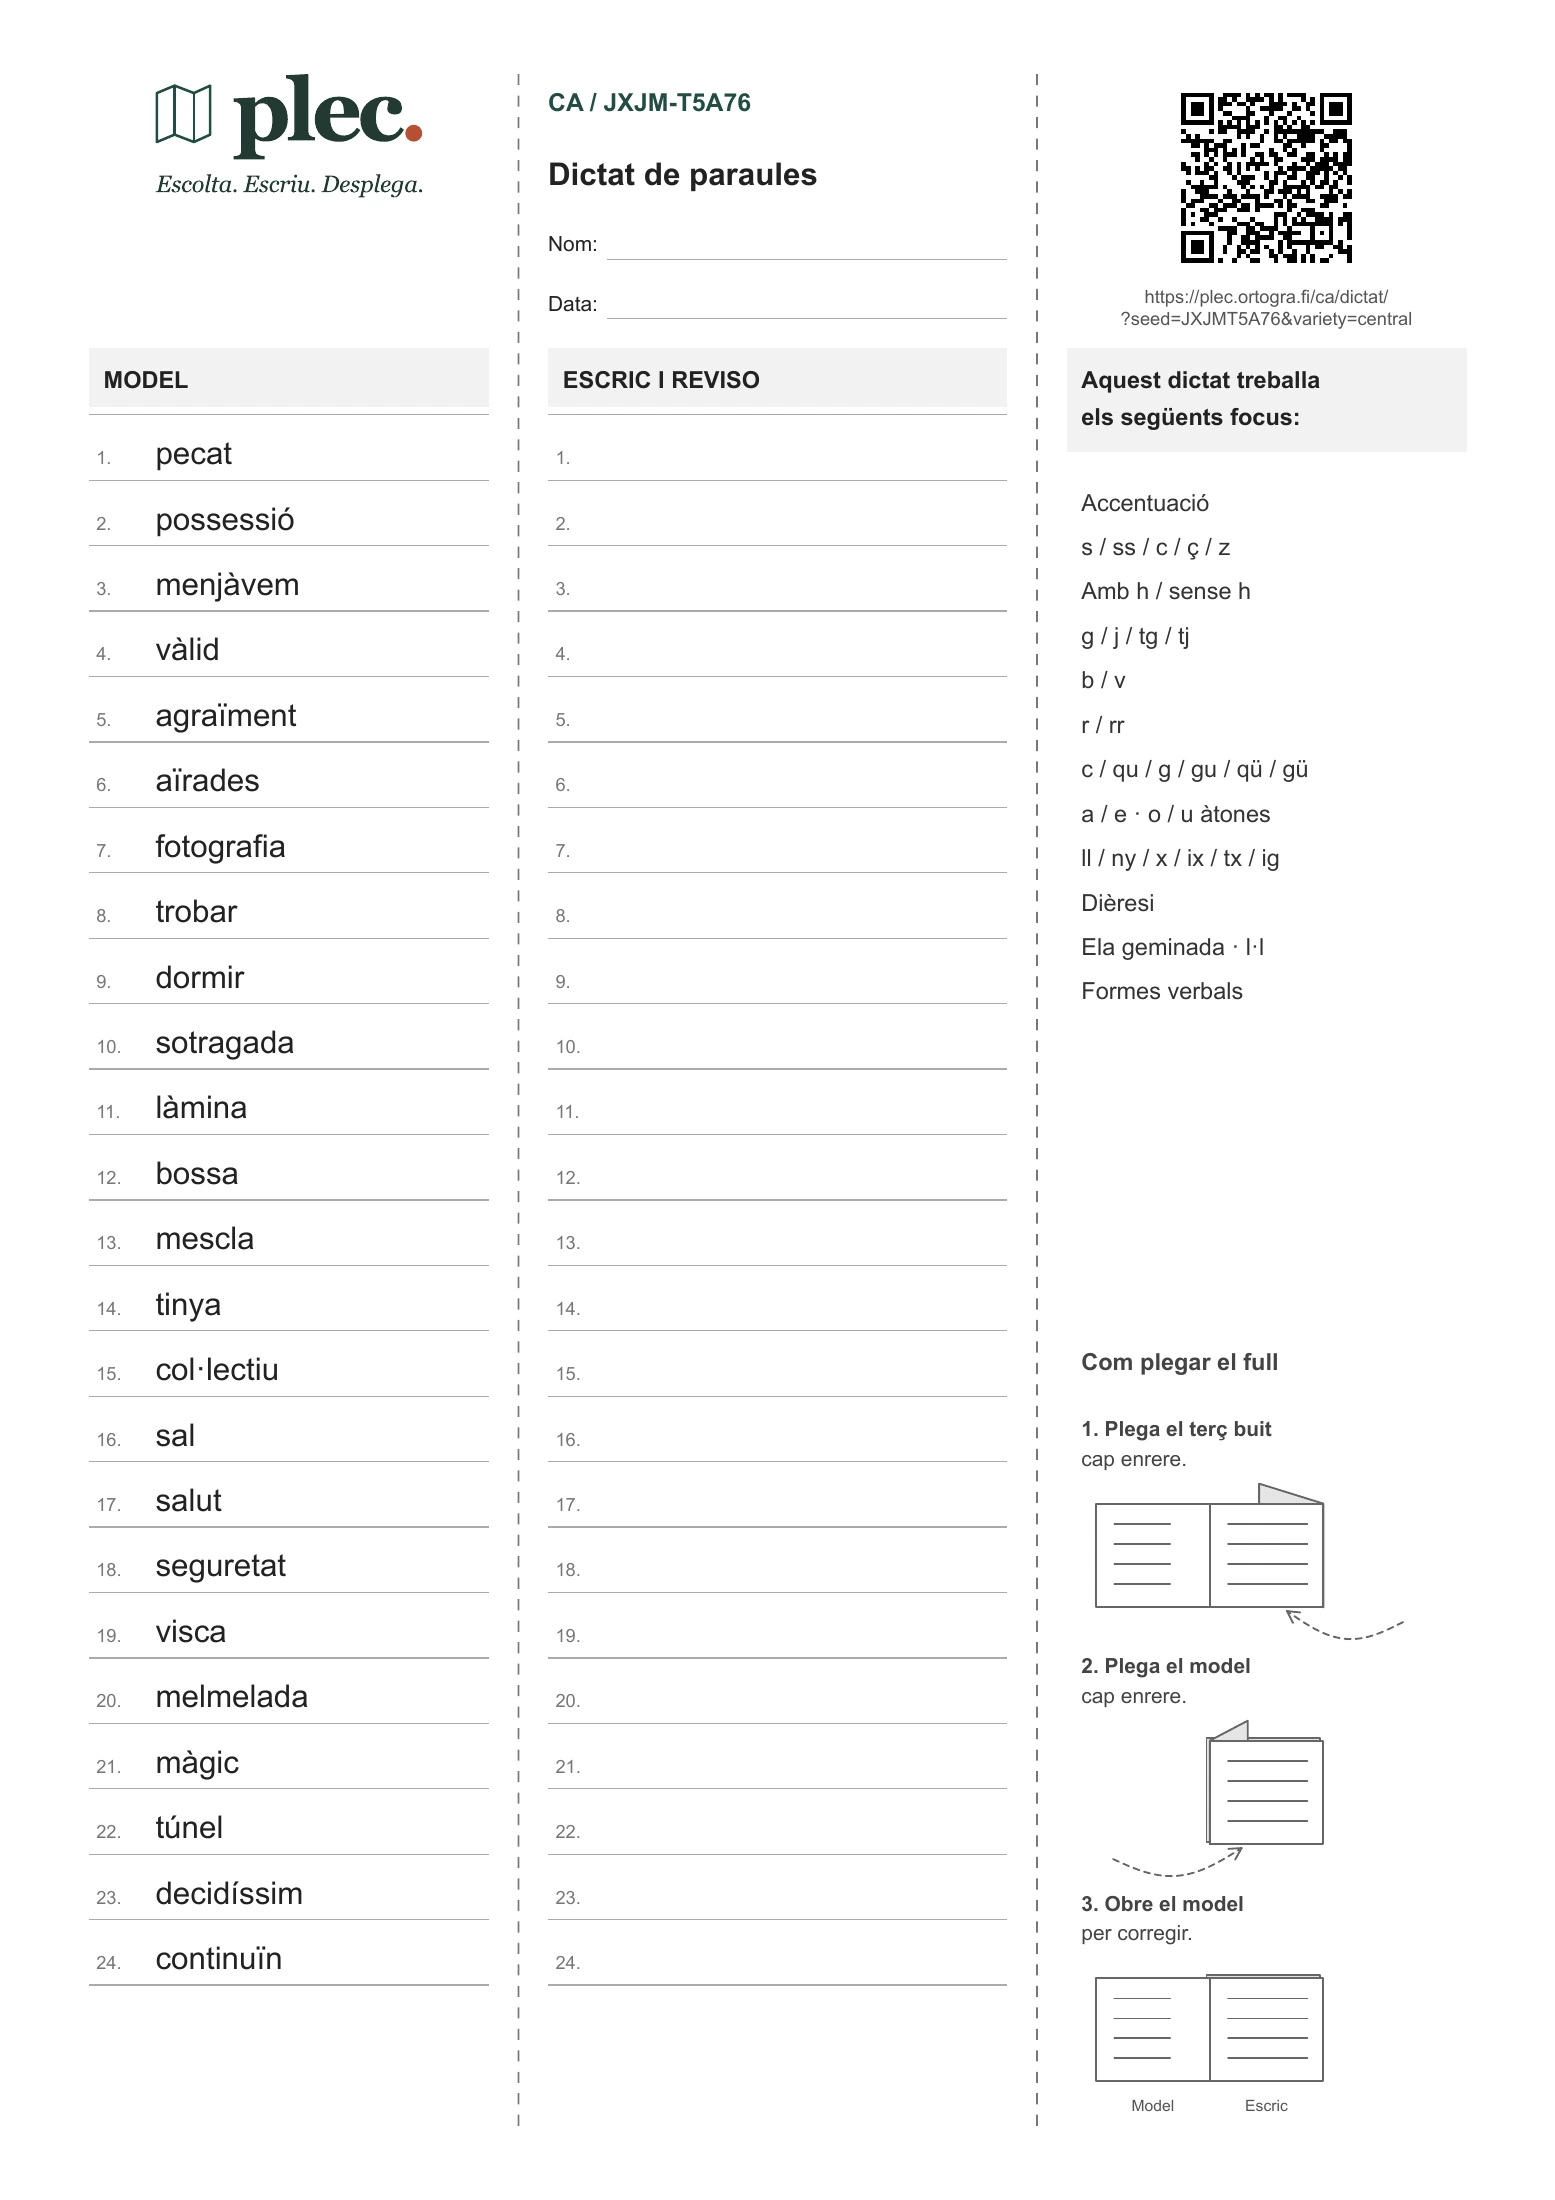 plec.
Escolta. Escriu. Desplega.
CA / JXJM-T5A76
Dictat de paraules
Nom:
Data:
https://plec.ortogra.fi/ca/dictat/
?seed=JXJMT5A76&variety=central
MODEL
1. pecat
2. possessió
3. menjàvem
4. vàlid
5. agraïment
6. aïrades
7. fotografia
8. trobar
9. dormir
10. sotragada
11. làmina
12. bossa
13. mescla
14. tinya
15. col·lectiu
16. sal
17. salut
18. seguretat
19. visca
20. melmelada
21. màgic
22. túnel
23. decidíssim
24. continuïn
ESCRIC I REVISO
1.
2.
3.
4.
5.
6.
7.
8.
9.
10.
11.
12.
13.
14.
15.
16.
17.
18.
19.
20.
21.
22.
23.
24.
Aquest dictat treballa
els següents focus:
Accentuació
s / ss / c / ç / z
Amb h / sense h
g / j / tg / tj
b / v
r / rr
c / qu / g / gu / qü / gü
a / e · o / u àtones
ll / ny / x / ix / tx / ig
Dièresi
Ela geminada · l·l
Formes verbals
Com plegar el full
1. Plega el terç buit
cap enrere.
2. Plega el model
cap enrere.
3. Obre el model
per corregir.
Model Escric